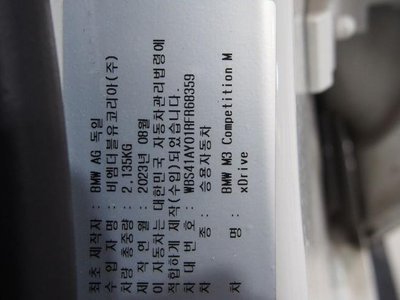 최초 제작자 : BMW AG 독일
수 입 자 명 : 비엠더블유코리아(주)
차량 총중량 : 2,135KG
제 작 연 월 : 2023년 08월
이 자동차는 대한민국 자동차관리법령에
적합하게 제작(수입)되었습니다.
차 대 번 호 : WBS41AY01RFR68359
차 종 : 승용자동차
차 명 : BMW M3 Competition M
xDrive